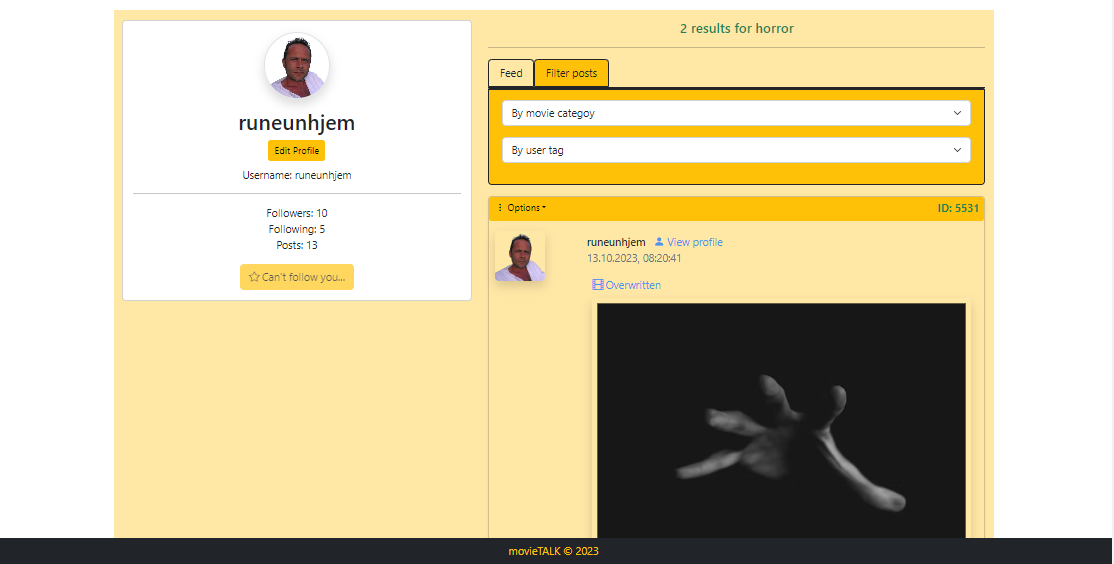 runeunhjem
Edit Profile
Username: runeunhjem
Followers: 10
Following: 5
Posts: 13
Can't follow you...
2 results for horror
Feed
Filter posts
By movie categoy
By user tag
Options
ID: 5531
runeunhjem View profile
13.10.2023, 08:20:41
Overwritten
movieTALK © 2023